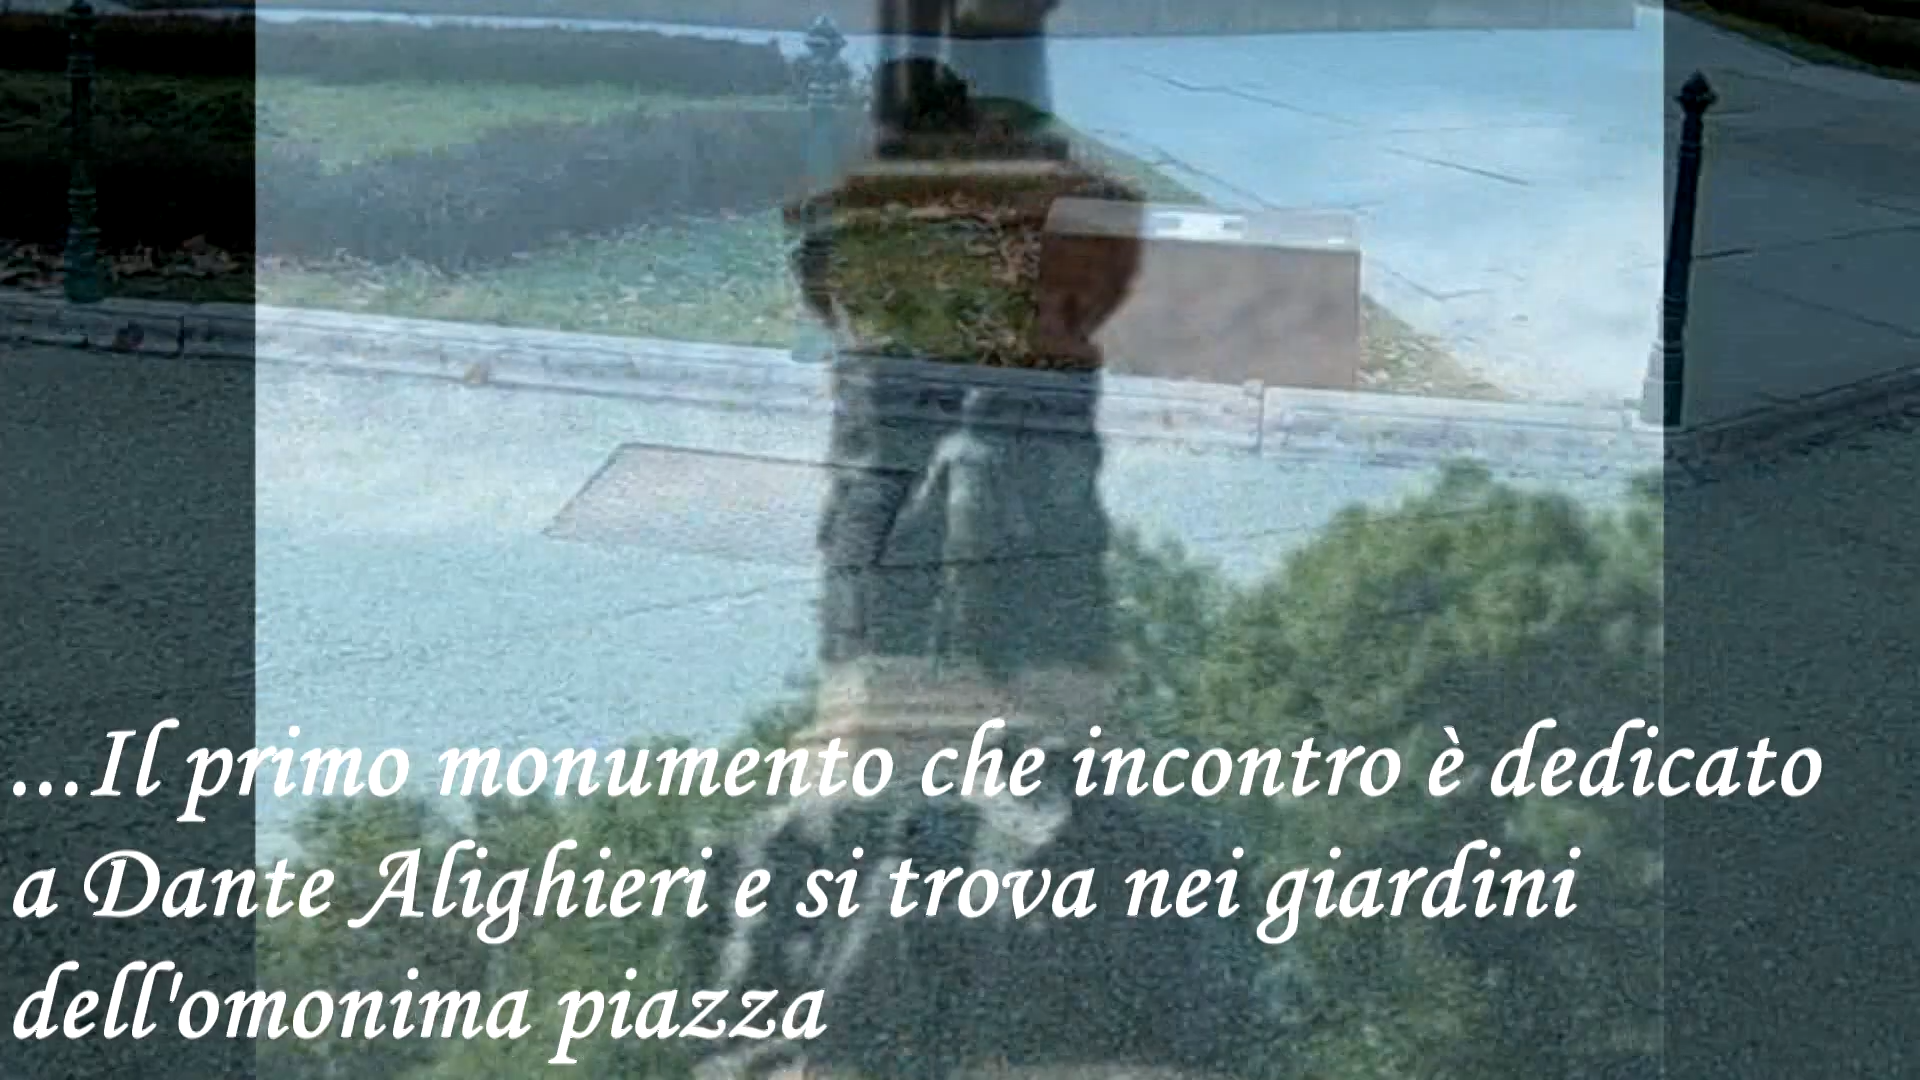 ...Il primo monumento che incontro è dedicato
a Dante Alighieri e si trova nei giardini
dell'omonima piazza